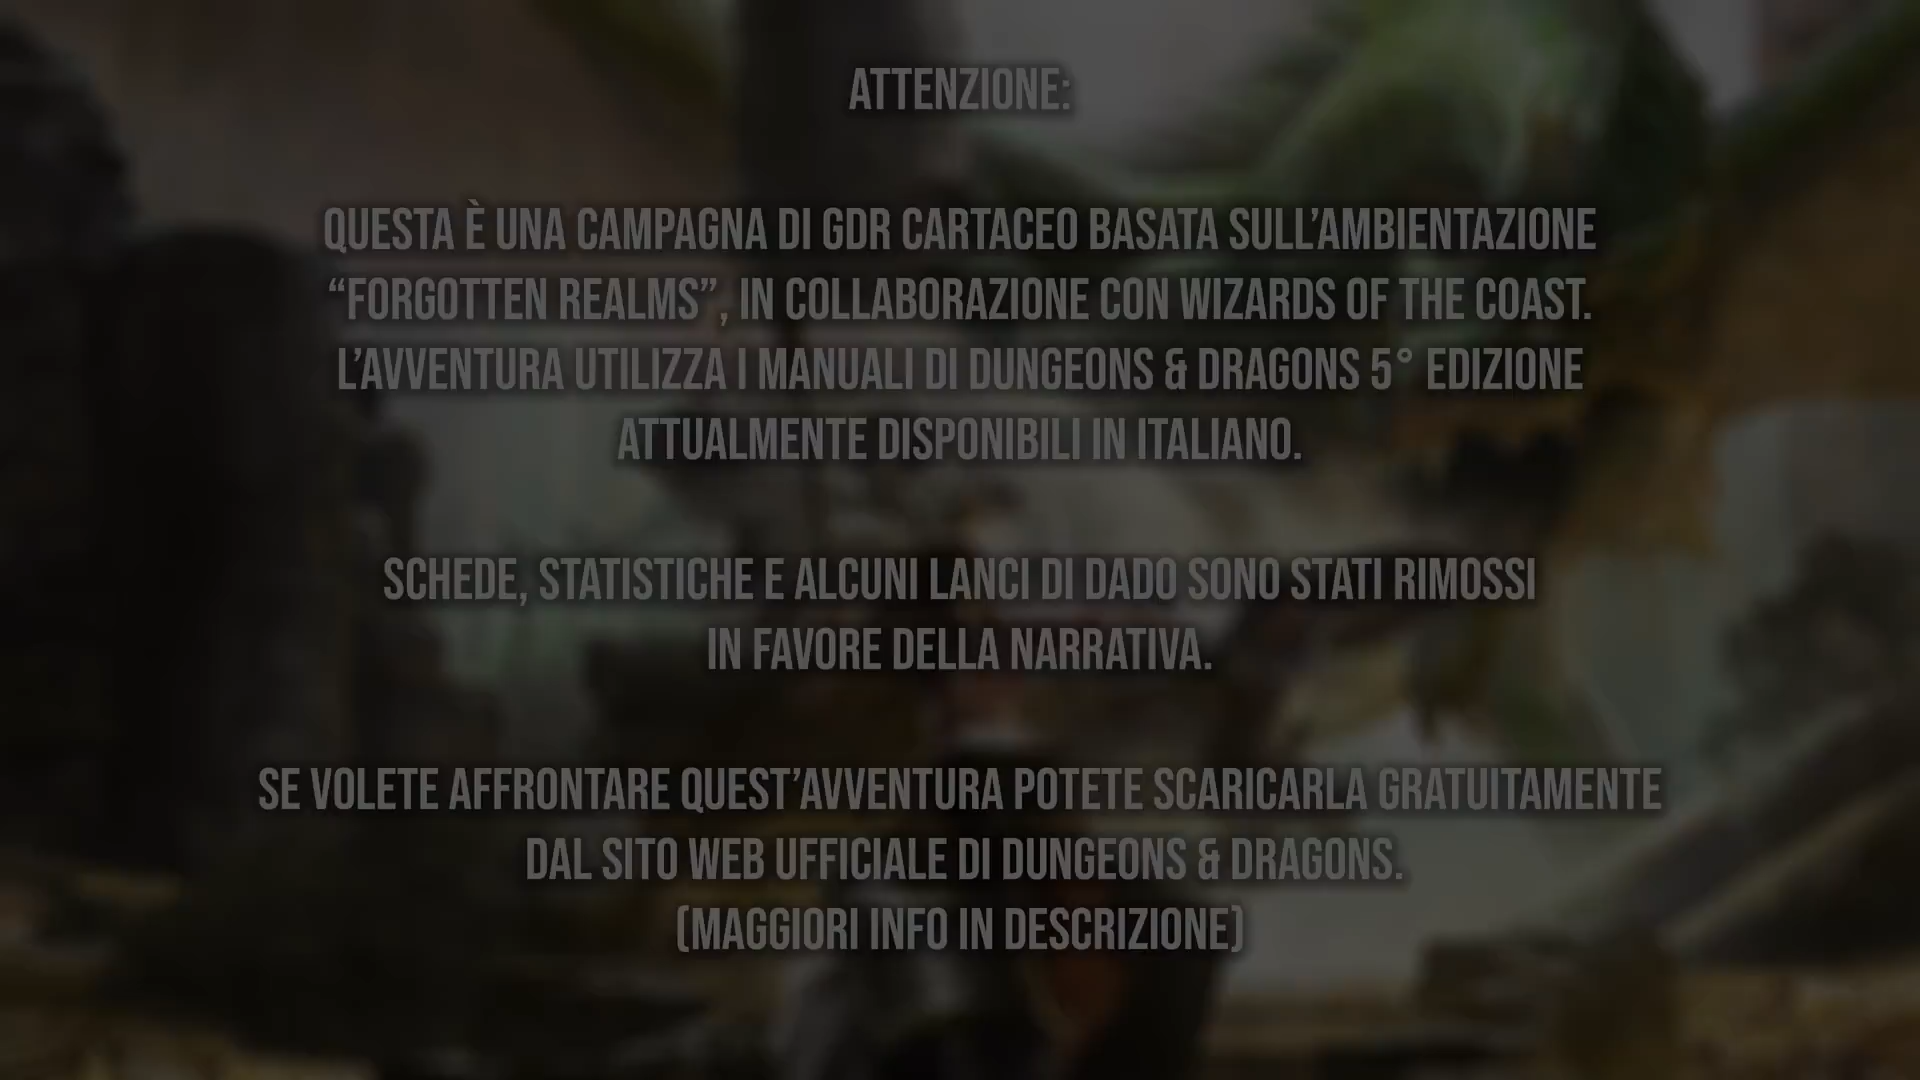 ATTENZIONE:
QUESTA È UNA CAMPAGNA DI GDR CARTACEO BASATA SULL’AMBIENTAZIONE
“FORGOTTEN REALMS”, IN COLLABORAZIONE CON WIZARDS OF THE COAST.
L’AVVENTURA UTILIZZA I MANUALI DI DUNGEONS & DRAGONS 5° EDIZIONE
ATTUALMENTE DISPONIBILI IN ITALIANO.
SCHEDE, STATISTICHE E ALCUNI LANCI DI DADO SONO STATI RIMOSSI
IN FAVORE DELLA NARRATIVA.
SE VOLETE AFFRONTARE QUEST’AVVENTURA POTETE SCARICARLA GRATUITAMENTE
DAL SITO WEB UFFICIALE DI DUNGEONS & DRAGONS.
(MAGGIORI INFO IN DESCRIZIONE)